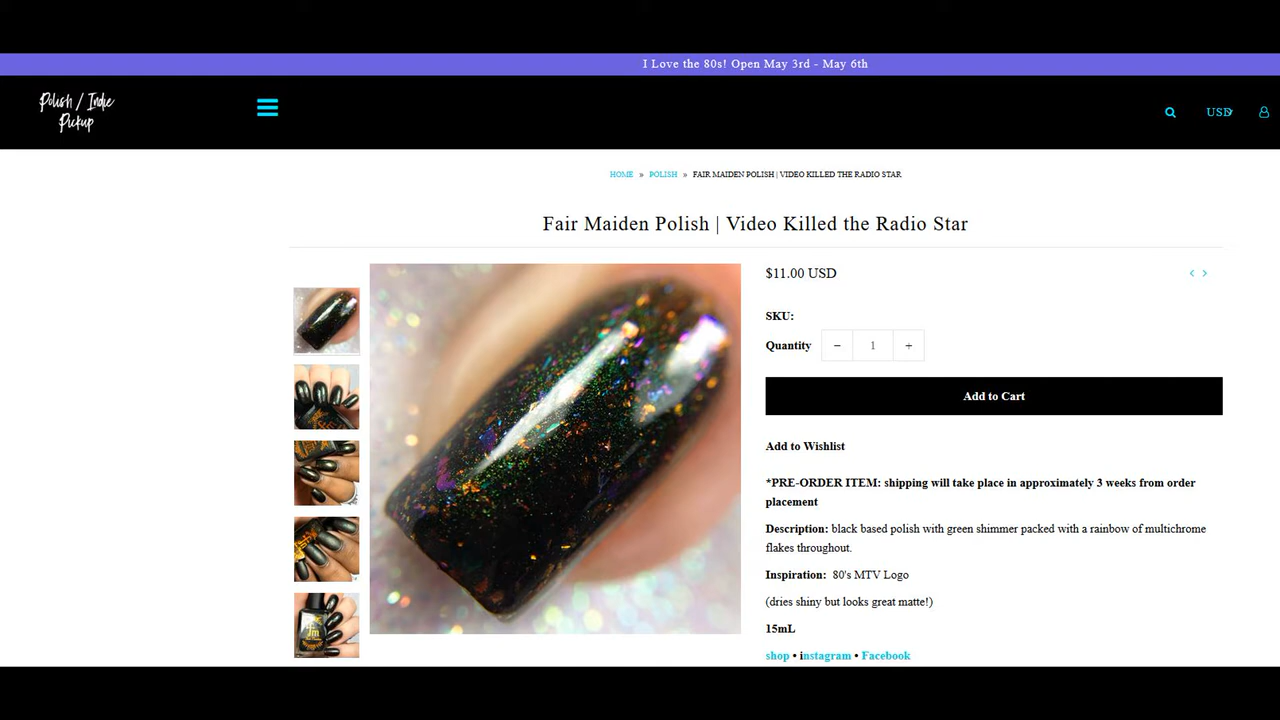 I Love the 80s! Open May 3rd - May 6th
Polish / Indie
Pickup
USD
HOME » POLISH » FAIR MAIDEN POLISH | VIDEO KILLED THE RADIO STAR
Fair Maiden Polish | Video Killed the Radio Star
$11.00 USD
SKU:
Quantity − 1 +
Add to Cart
Add to Wishlist
*PRE-ORDER ITEM: shipping will take place in approximately 3 weeks from order
placement
Description: black based polish with green shimmer packed with a rainbow of multichrome
flakes throughout.
Inspiration: 80's MTV Logo
(dries shiny but looks great matte!)
15mL
shop • instagram • Facebook
fm